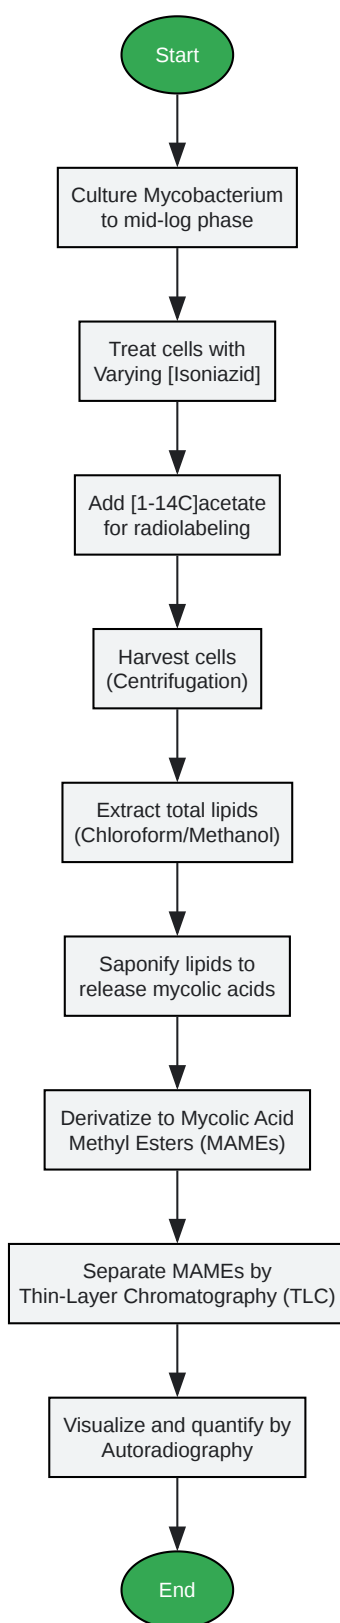 Start
Culture Mycobacterium
to mid-log phase
Treat cells with
Varying [Isoniazid]
Add [1-14C]acetate
for radiolabeling
Harvest cells
(Centrifugation)
Extract total lipids
(Chloroform/Methanol)
Saponify lipids to
release mycolic acids
Derivatize to Mycolic Acid
Methyl Esters (MAMEs)
Separate MAMEs by
Thin-Layer Chromatography (TLC)
Visualize and quantify by
Autoradiography
End